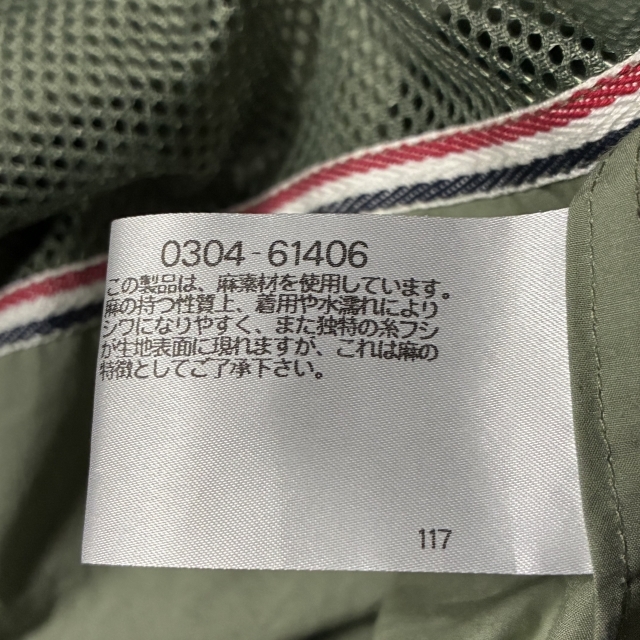 0304-61406
この製品は、麻素材を使用しています。
麻の持つ性質上、着用や水濡れにより
シワになりやすく、また独特の糸フシ
が生地表面に現れますが、これは麻の
特徴としてご了承下さい。
117